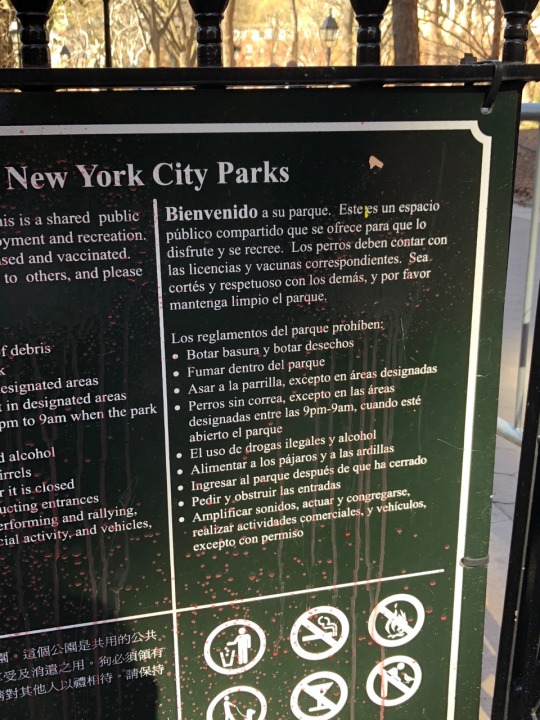 New York City Parks
his is a shared public
oyment and recreation.
sed and vaccinated.
to others, and please
f debris
k
designated areas
t in designated areas
pm to 9am when the park
d alcohol
irrels
r it is closed
ucting entrances
erforming and rallying,
cial activity, and vehicles,
Bienvenido a su parque. Este es un espacio
público compartido que se ofrece para que lo
disfrute y se recree. Los perros deben contar con
las licencias y vacunas correspondientes. Sea
cortés y respetuoso con los demás, y por favor
mantenga limpio el parque.
Los reglamentos del parque prohíben:
• Botar basura y botar desechos
• Fumar dentro del parque
• Asar a la parrilla, excepto en áreas designadas
• Perros sin correa, excepto en las áreas
designadas entre las 9pm-9am, cuando esté
abierto el parque
• El uso de drogas ilegales y alcohol
• Alimentar a los pájaros y a las ardillas
• Ingresar al parque después de que ha cerrado
• Pedir y obstruir las entradas
• Amplificar sonidos, actuar y congregarse,
realizar actividades comerciales, y vehículos,
excepto con permiso
園。這個公園是共用的公共
享受及消遣之用。狗必須領有
請對其他人以禮相待。請保持